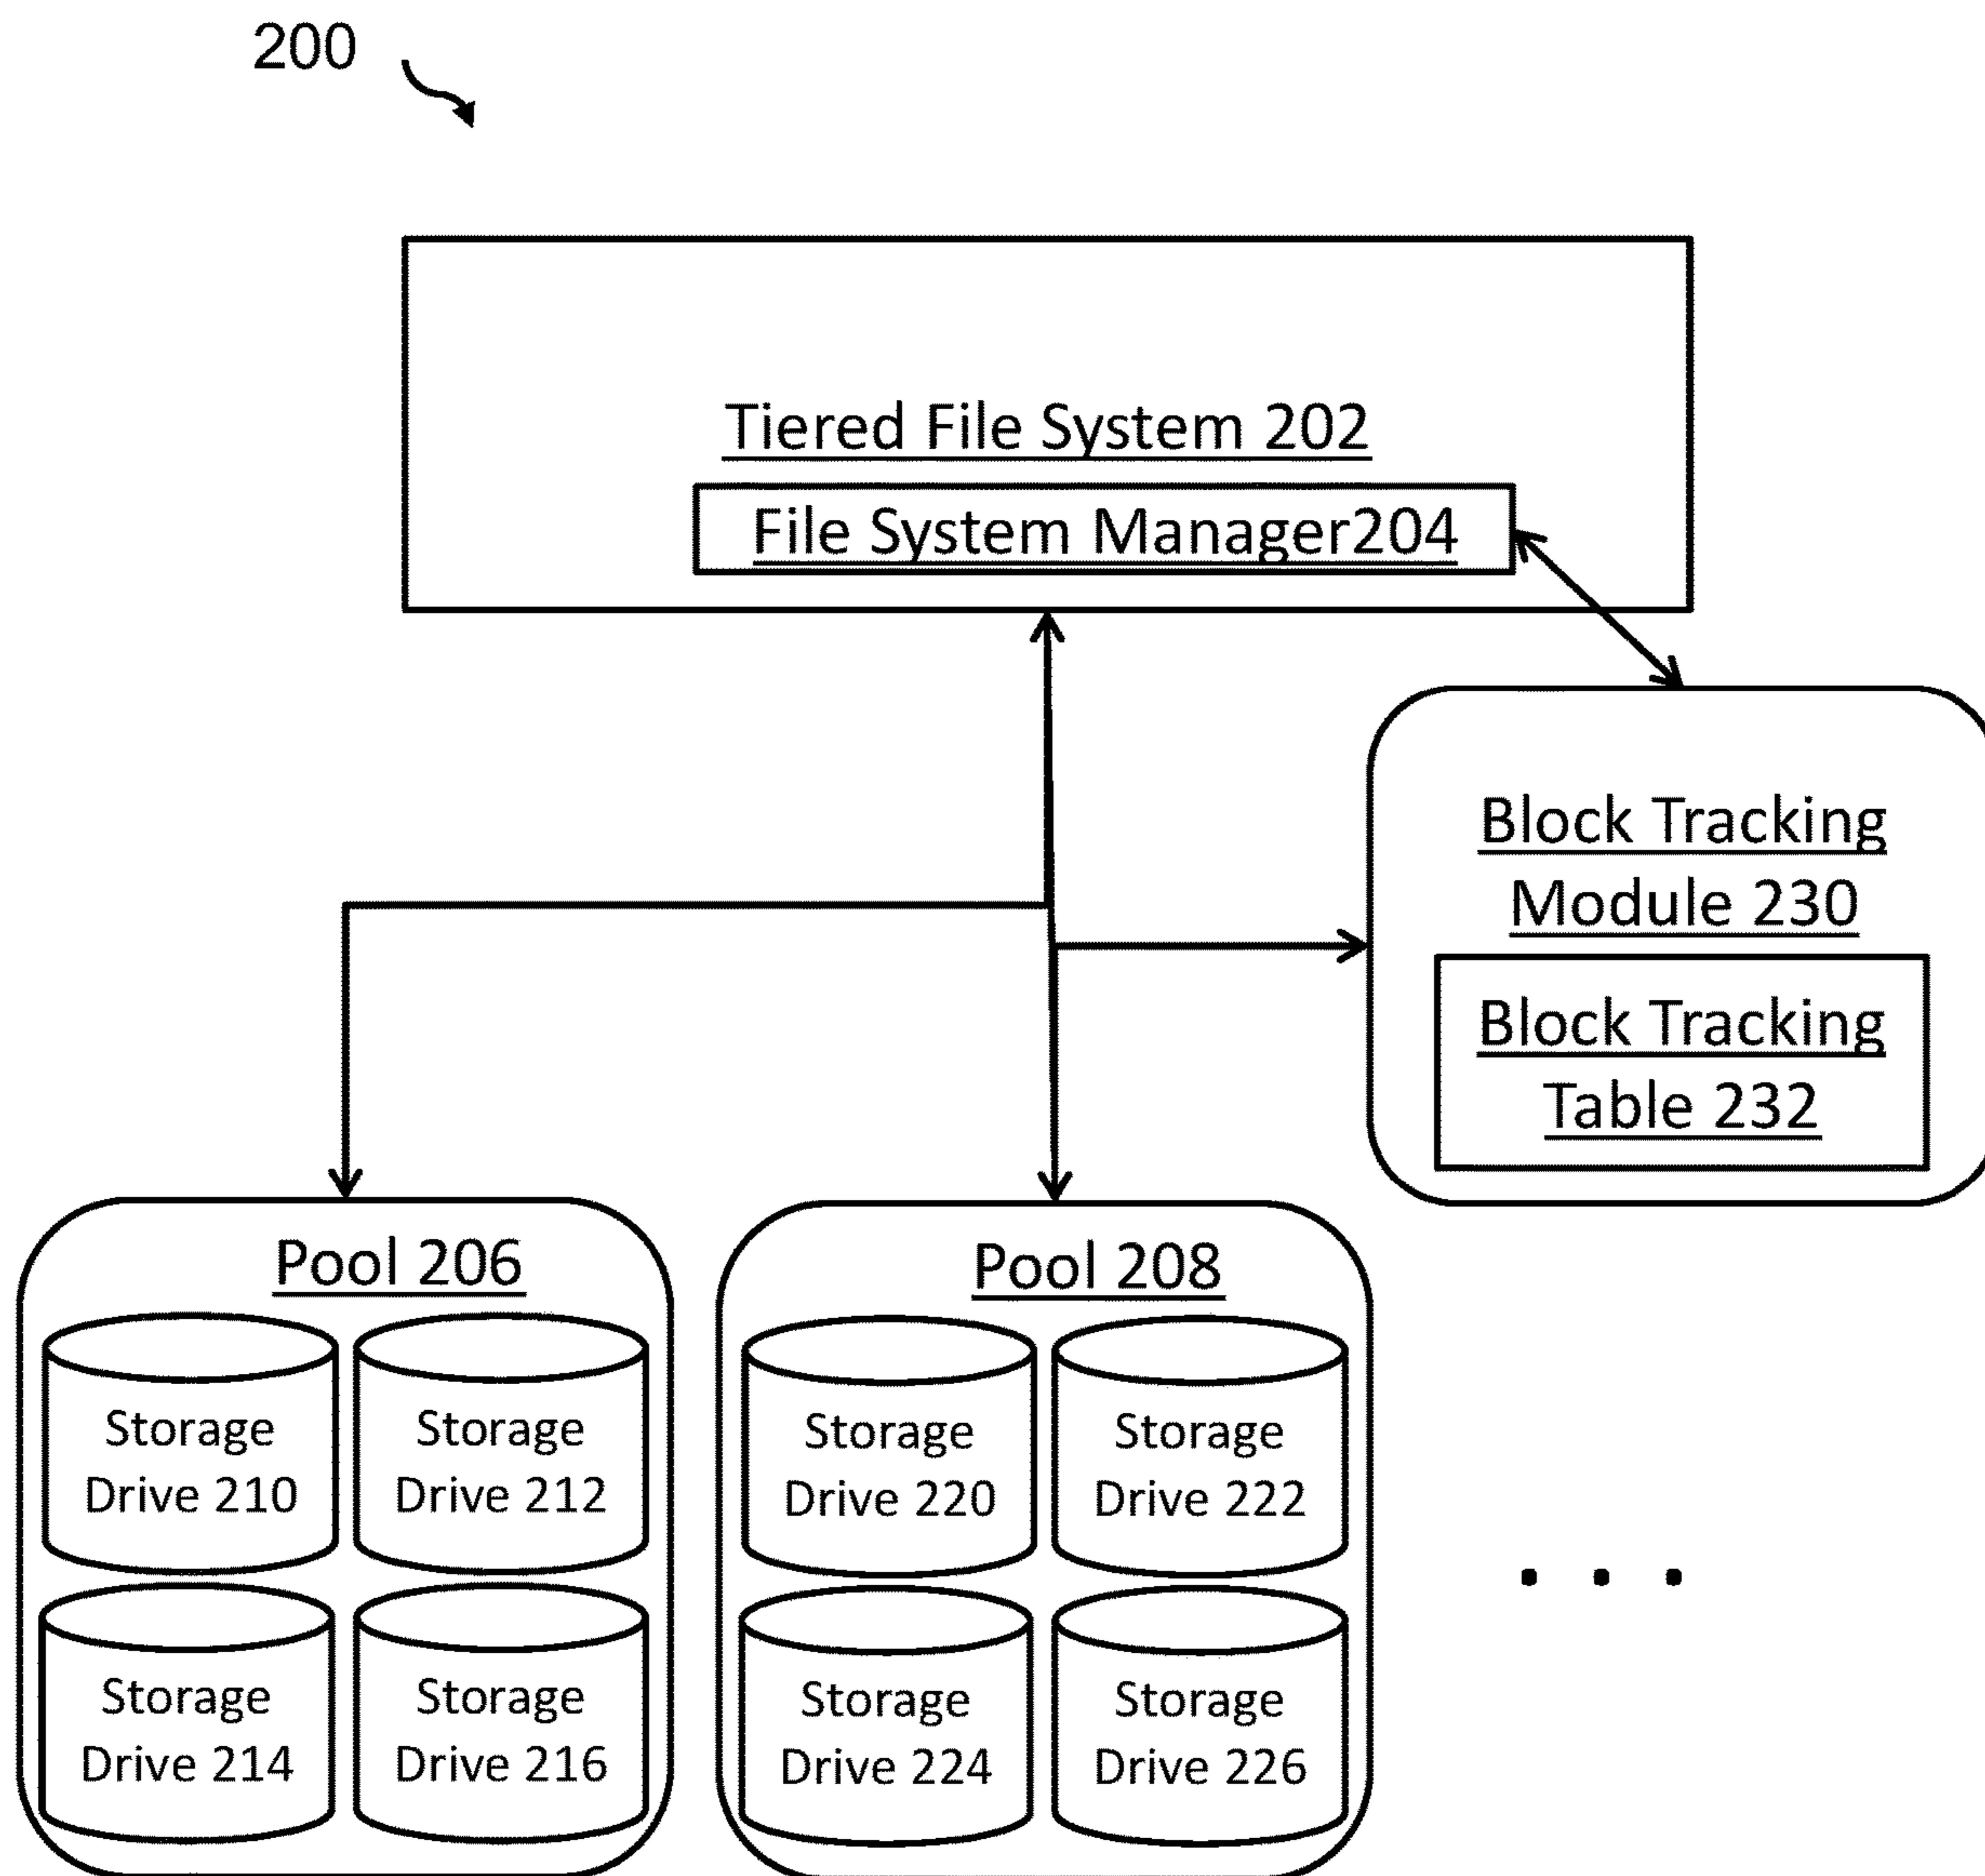 200
Tiered File System 202
File System Manager204
Block Tracking
Module 230
Block Tracking
Table 232
Pool 206
Storage
Drive 210
Storage
Drive 212
Storage
Drive 214
Storage
Drive 216
Pool 208
Storage
Drive 220
Storage
Drive 222
Storage
Drive 224
Storage
Drive 226
. . .